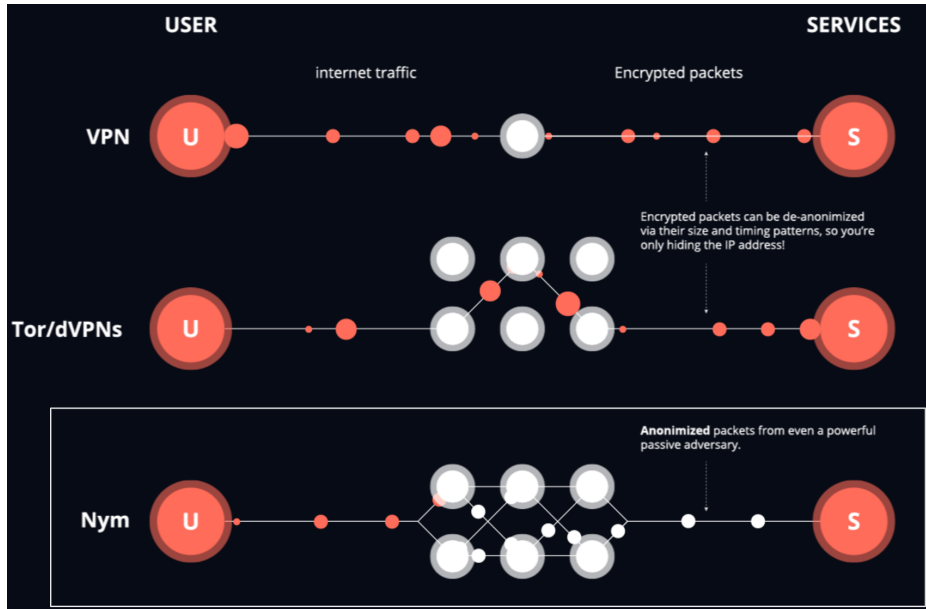 USER
SERVICES
internet traffic
Encrypted packets
VPN
U
S
Encrypted packets can be de-anonimized
via their size and timing patterns, so you're
only hiding the IP address!
Tor/dVPNs
U
S
Anonimized packets from even a powerful
passive adversary.
Nym
U
S